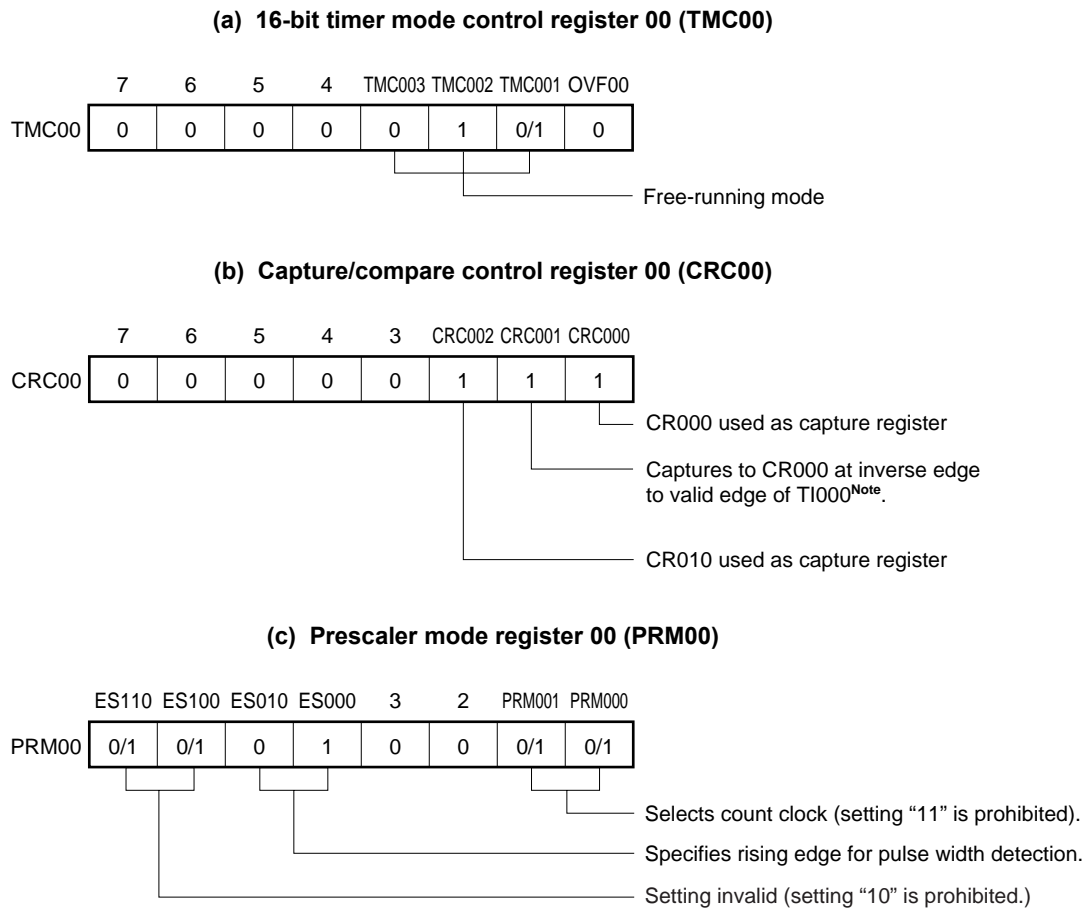 (a) 16-bit timer mode control register 00 (TMC00)
7 6 5 4 TMC003 TMC002 TMC001 OVF00
TMC00 0 0 0 0 0 1 0/1 0
Free-running mode
(b) Capture/compare control register 00 (CRC00)
7 6 5 4 3 CRC002 CRC001 CRC000
CRC00 0 0 0 0 0 1 1 1
CR000 used as capture register
Captures to CR000 at inverse edge
to valid edge of TI000Note.
CR010 used as capture register
(c) Prescaler mode register 00 (PRM00)
ES110 ES100 ES010 ES000 3 2 PRM001 PRM000
PRM00 0/1 0/1 0 1 0 0 0/1 0/1
Selects count clock (setting “11” is prohibited).
Specifies rising edge for pulse width detection.
Setting invalid (setting “10” is prohibited.)